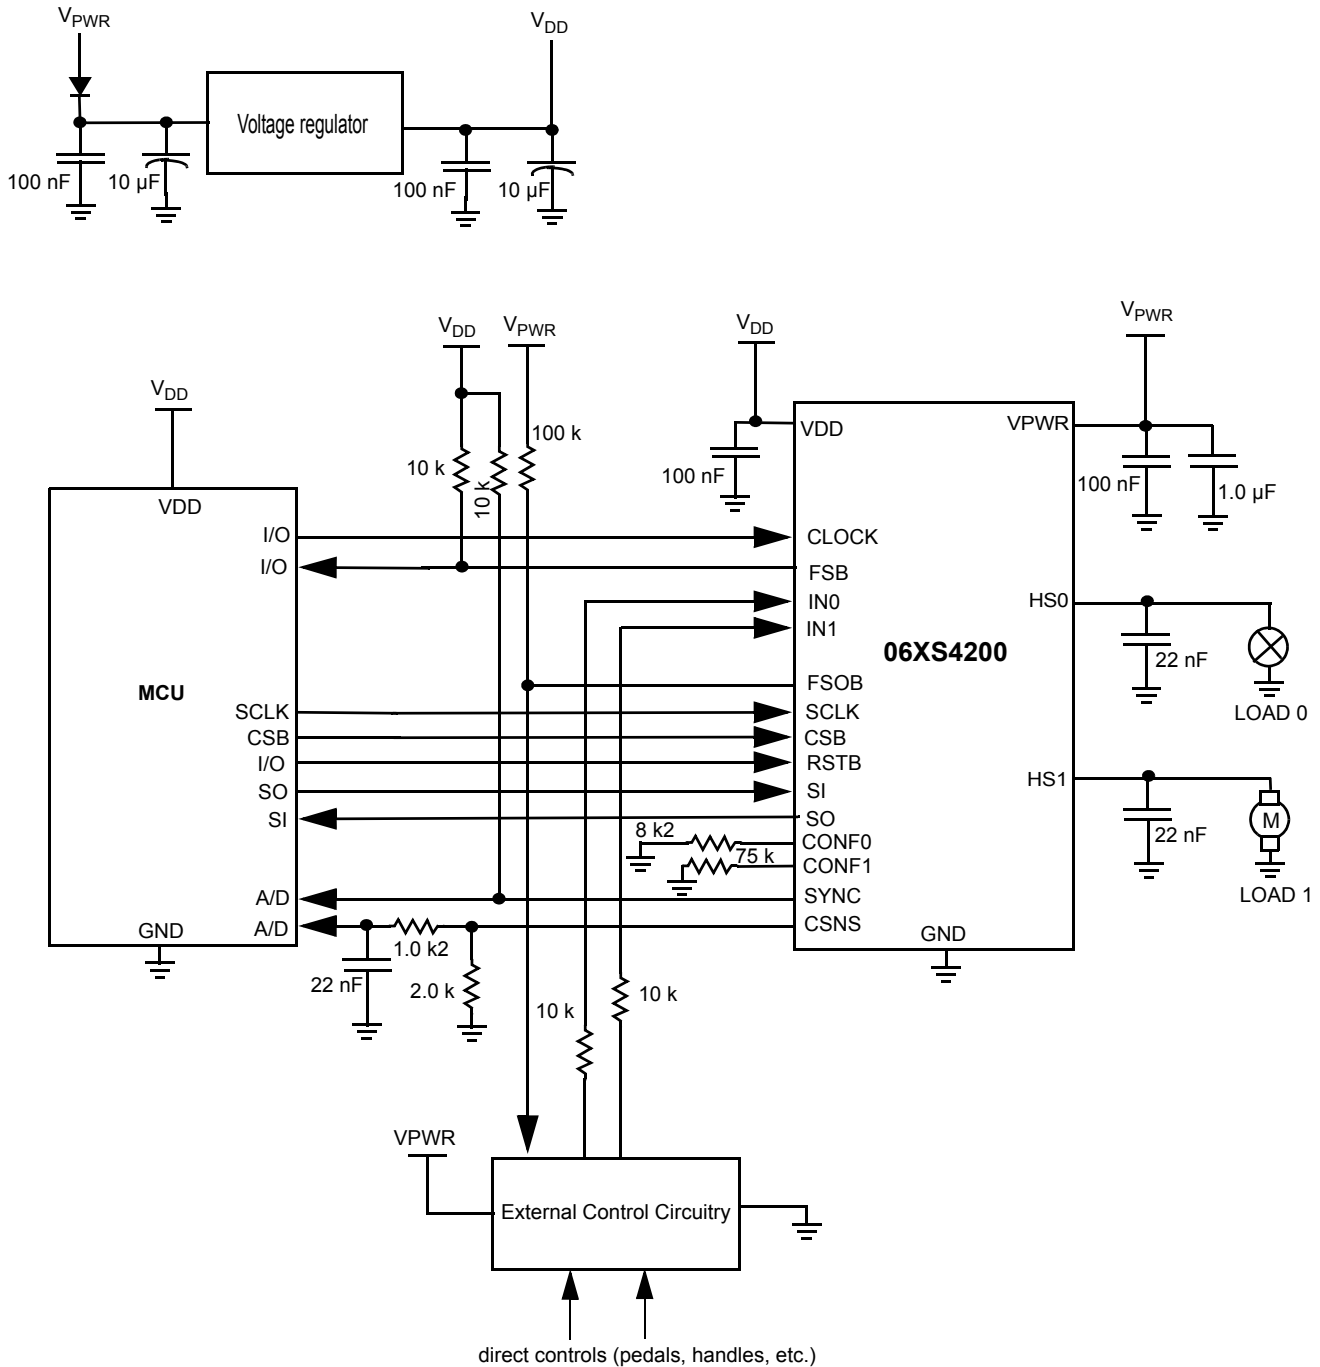 VPWR
VDD
Voltage regulator
100 nF
10 µF
100 nF
10 µF
VDD
VPWR
VDD
VPWR
VDD
100 k
10 k
10 k
100 nF
100 nF
1.0 µF
VDD
I/O
I/O
MCU
SCLK
CSB
I/O
SO
SI
A/D
A/D
GND
VDD
VPWR
CLOCK
FSB
IN0
IN1
06XS4200
FSOB
SCLK
CSB
RSTB
SI
SO
CONF0
CONF1
SYNC
CSNS
GND
HS0
HS1
22 nF
LOAD 0
22 nF
M
LOAD 1
8 k2
75 k
1.0 k2
22 nF
2.0 k
10 k
10 k
VPWR
External Control Circuitry
direct controls (pedals, handles, etc.)